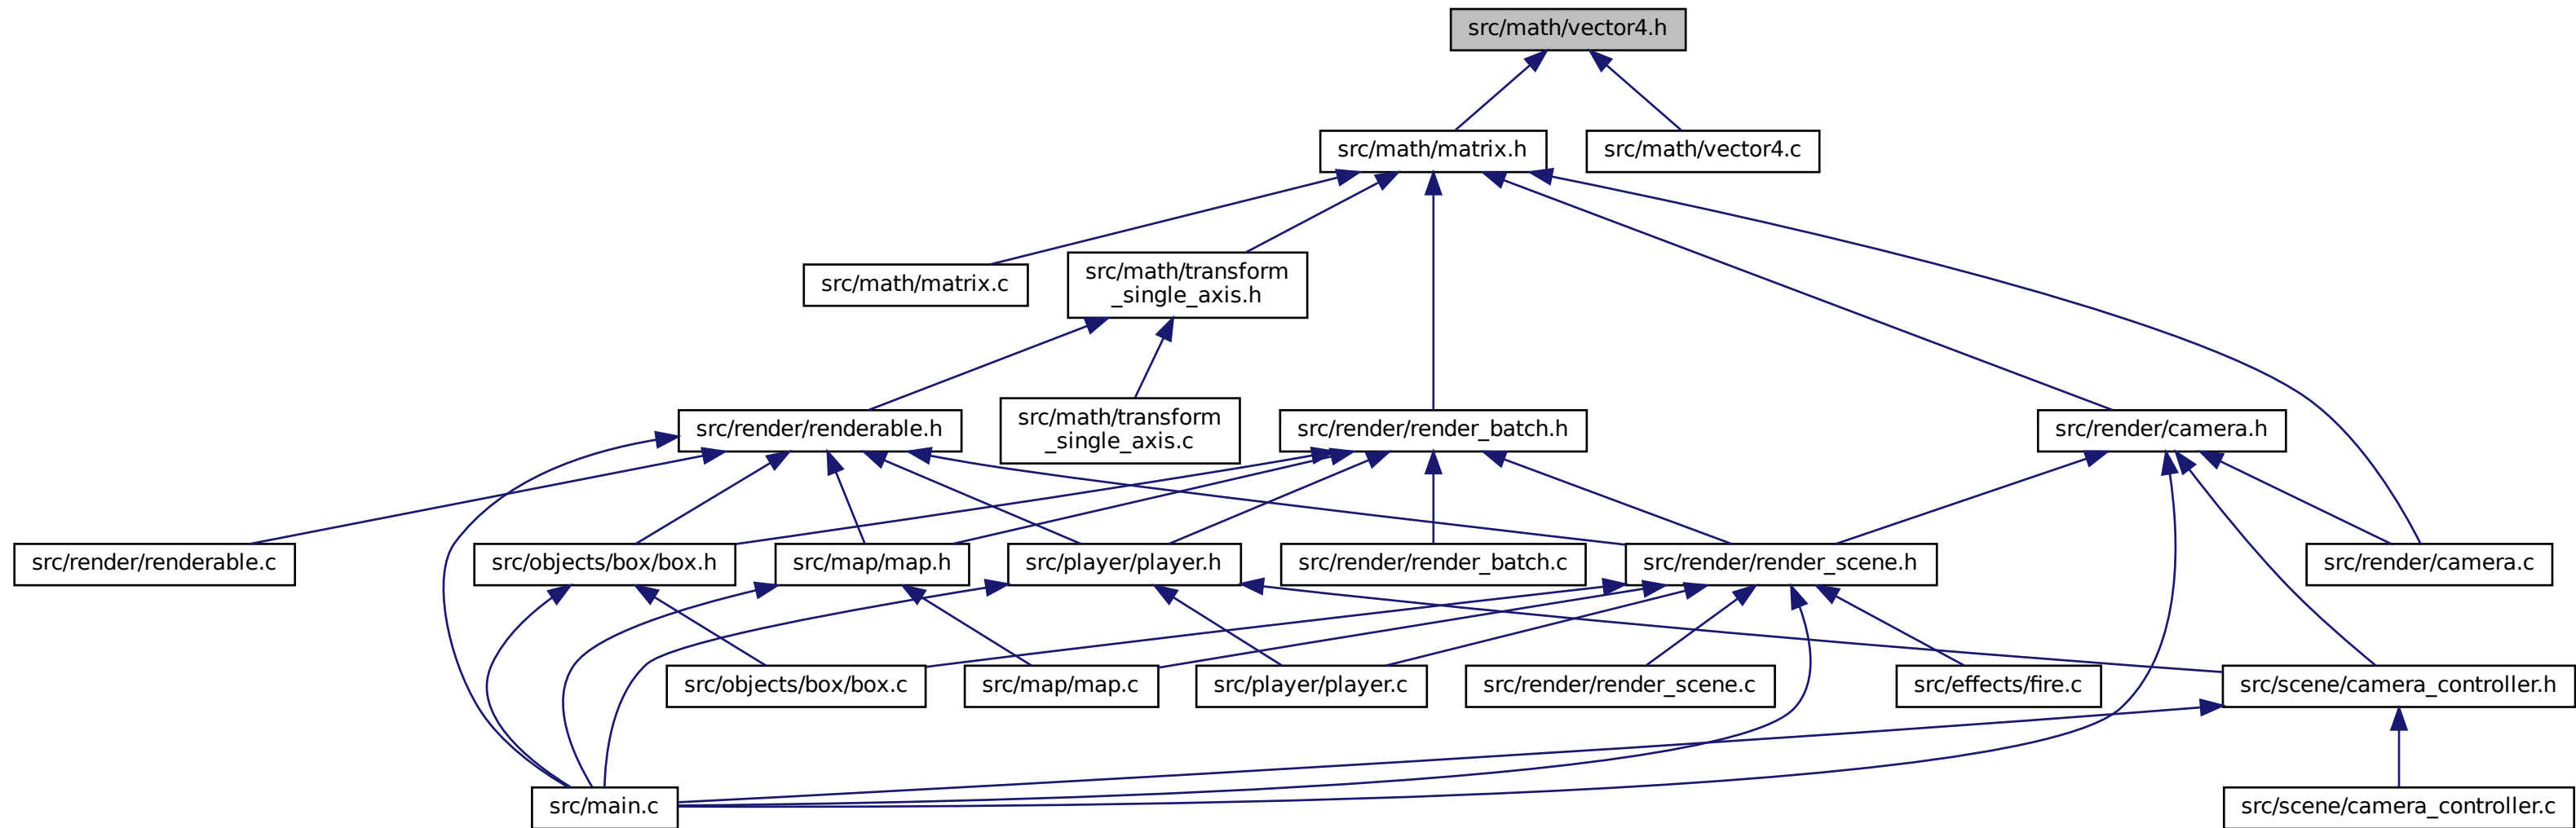 src/math/vector4.h
src/math/matrix.h
src/math/vector4.c
src/math/matrix.c
src/math/transform
_single_axis.h
src/render/renderable.h
src/math/transform
_single_axis.c
src/render/render_batch.h
src/render/camera.h
src/render/renderable.c
src/objects/box/box.h
src/map/map.h
src/player/player.h
src/render/render_batch.c
src/render/render_scene.h
src/render/camera.c
src/objects/box/box.c
src/map/map.c
src/player/player.c
src/render/render_scene.c
src/effects/fire.c
src/scene/camera_controller.h
src/main.c
src/scene/camera_controller.c